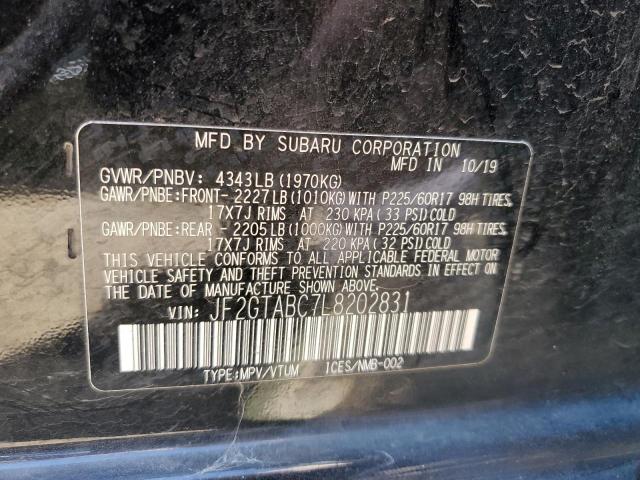 MFD BY SUBARU CORPORATION
MFD IN 10/19
GVWR/PNBV: 4343LB(1970KG)
GAWR/PNBE:FRONT- 2227LB(1010KG)WITH P225/60R17 98H TIRES,
17X7J RIMS AT 230 KPA(33 PSI)COLD
GAWR/PNBE:REAR - 2205LB(1000KG)WITH P225/60R17 98H TIRES,
17X7J RIMS AT 220 KPA(32 PSI)COLD
THIS VEHICLE CONFORMS TO ALL APPLICABLE FEDERAL MOTOR
VEHICLE SAFETY AND THEFT PREVENTION STANDARDS IN EFFECT ON THE
DATE OF MANUFACTURE SHOWN ABOVE.
VIN: JF2GTABC7L8202831
TYPE:MPV/VTUM ICES/NMB-002